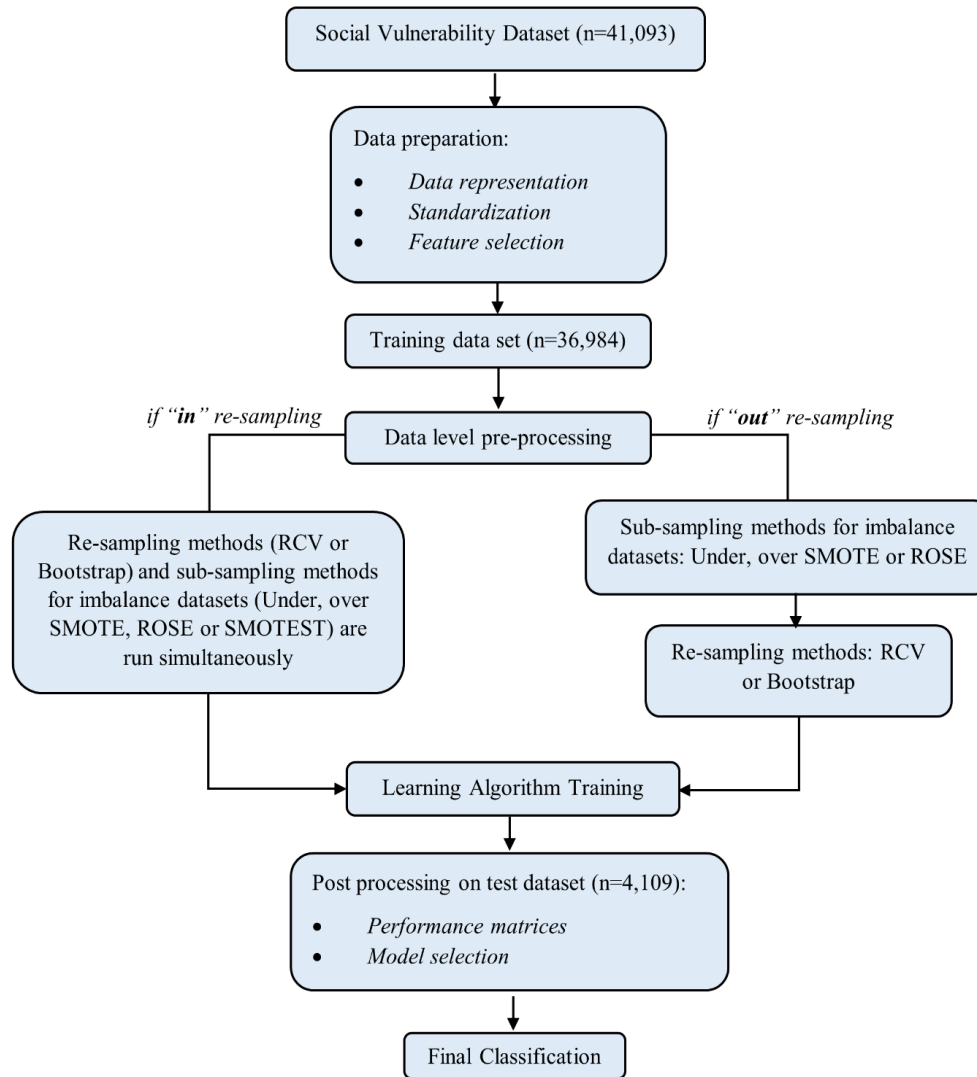 Social Vulnerability Dataset (n=41,093)
Data preparation:
• Data representation
• Standardization
• Feature selection
Training data set (n=36,984)
if “in” re-sampling
Data level pre-processing
if “out” re-sampling
Re-sampling methods (RCV or
Bootstrap) and sub-sampling methods
for imbalance datasets (Under, over
SMOTE, ROSE or SMOTEST) are
run simultaneously
Sub-sampling methods for imbalance
datasets: Under, over SMOTE or ROSE
Re-sampling methods: RCV
or Bootstrap
Learning Algorithm Training
Post processing on test dataset (n=4,109):
• Performance matrices
• Model selection
Final Classification